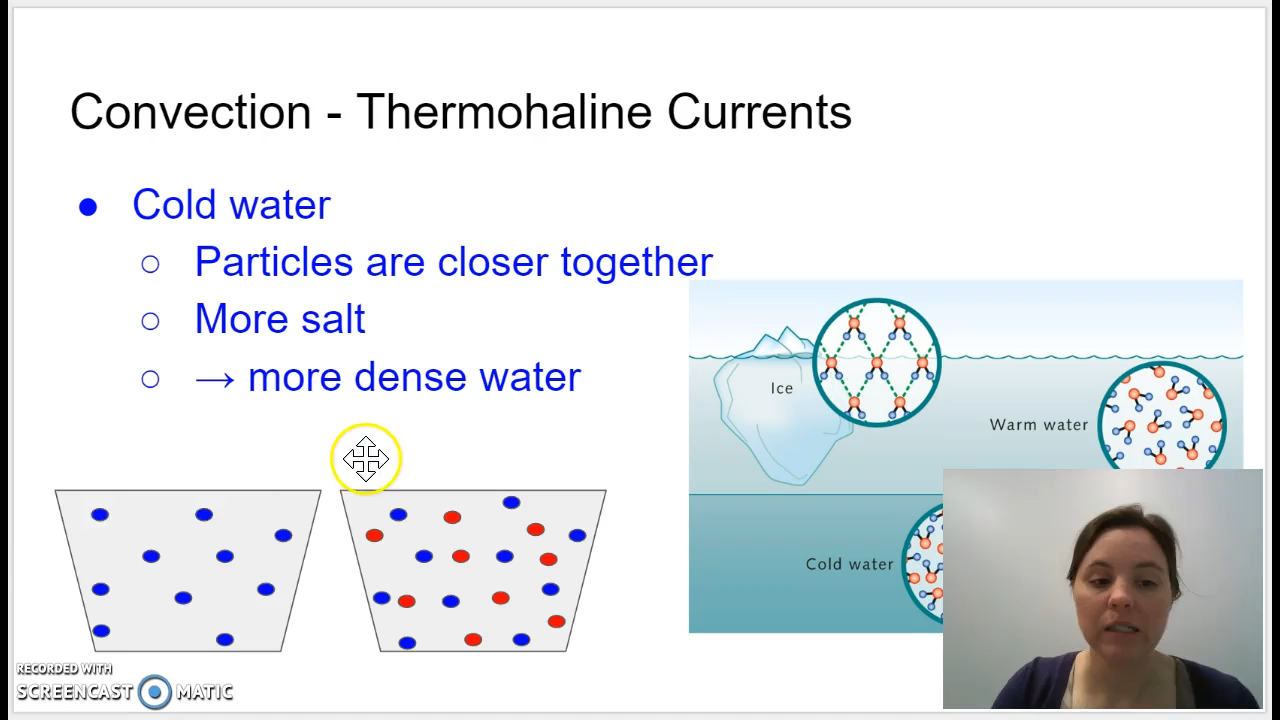 Convection - Thermohaline Currents
● Cold water
○ Particles are closer together
○ More salt
○ → more dense water
Ice
Warm water
Cold water
RECORDED WITH
SCREENCAST MATIC